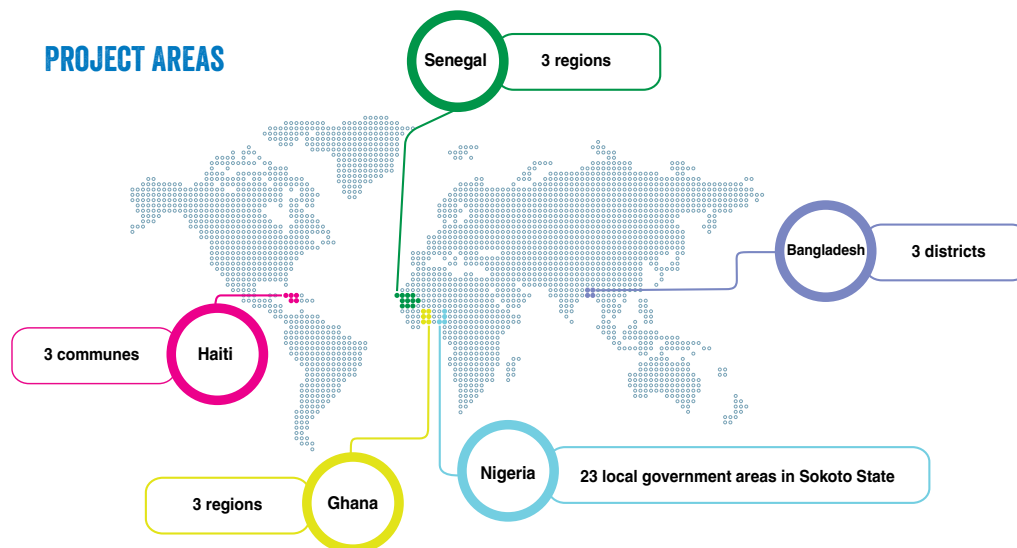 PROJECT AREAS
Senegal
3 regions
Bangladesh
3 districts
3 communes
Haiti
Nigeria
23 local government areas in Sokoto State
3 regions
Ghana